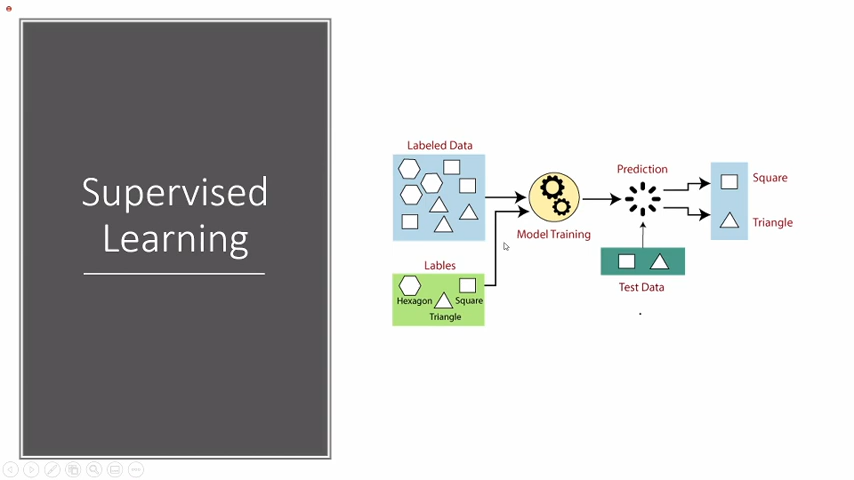 Supervised
Learning
Labeled Data
Lables
Hexagon
Square
Triangle
Model Training
Prediction
Test Data
Square
Triangle